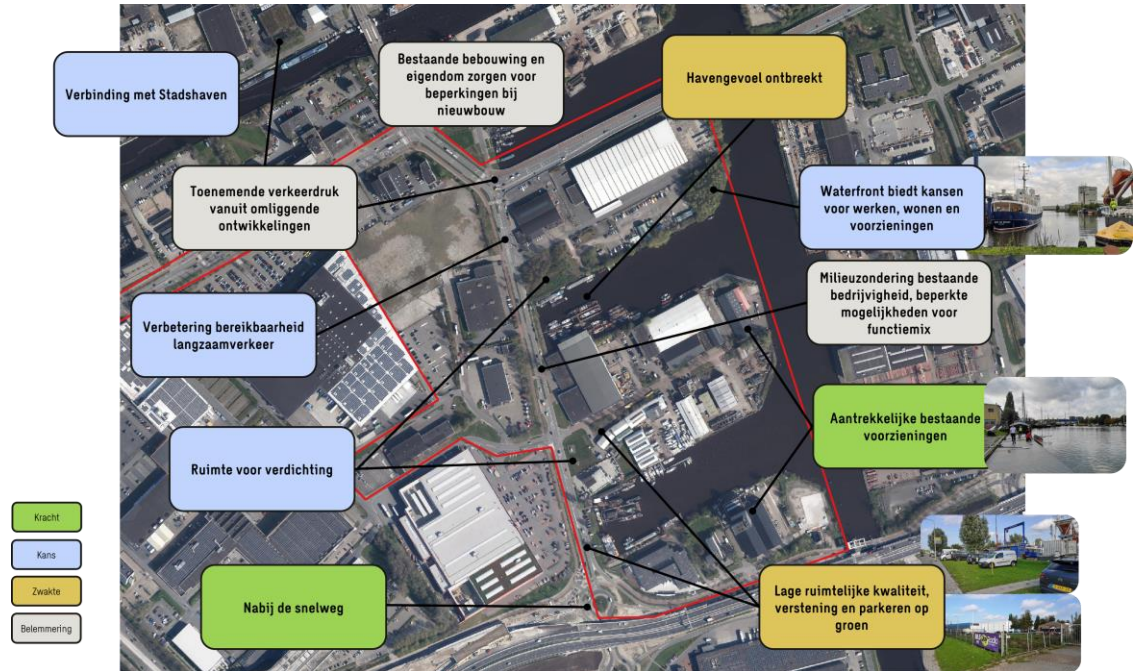 Verbinding met Stadshaven
Bestaande bebouwing en
eigendom zorgen voor
beperkingen bij
nieuwbouw
Havengevoel ontbreekt
Toenemende verkeerdruk
vanuit omliggende
ontwikkelingen
Waterfront biedt kansen
voor werken, wonen en
voorzieningen
Verbetering bereikbaarheid
langzaamverkeer
Milieuzondering bestaande
bedrijvigheid, beperkte
mogelijkheden voor
functiemix
Aantrekkelijke bestaande
voorzieningen
Ruimte voor verdichting
Nabij de snelweg
Lage ruimtelijke kwaliteit,
verstening en parkeren op
groen
Kracht
Kans
Zwakte
Belemmering